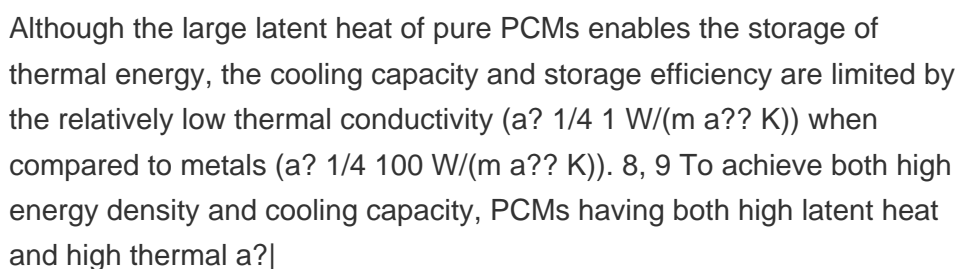 Although the large latent heat of pure PCMs enables the storage of
thermal energy, the cooling capacity and storage efficiency are limited by
the relatively low thermal conductivity (a? 1/4 1 W/(m a?? K)) when
compared to metals (a? 1/4 100 W/(m a?? K)). 8, 9 To achieve both high
energy density and cooling capacity, PCMs having both high latent heat
and high thermal a?|